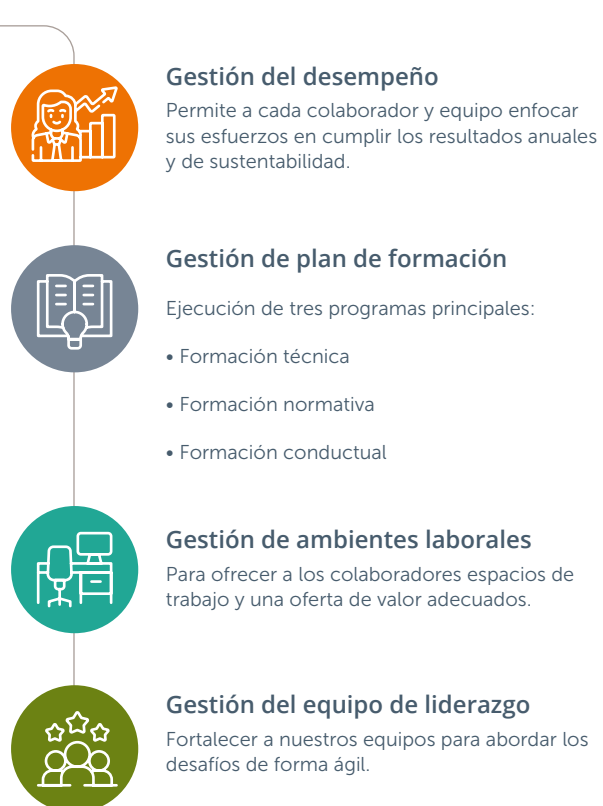 Gestión del desempeño
Permite a cada colaborador y equipo enfocar
sus esfuerzos en cumplir los resultados anuales
y de sustentabilidad.
Gestión de plan de formación
Ejecución de tres programas principales:
• Formación técnica
• Formación normativa
• Formación conductual
Gestión de ambientes laborales
Para ofrecer a los colaboradores espacios de
trabajo y una oferta de valor adecuados.
Gestión del equipo de liderazgo
Fortalecer a nuestros equipos para abordar los
desafíos de forma ágil.